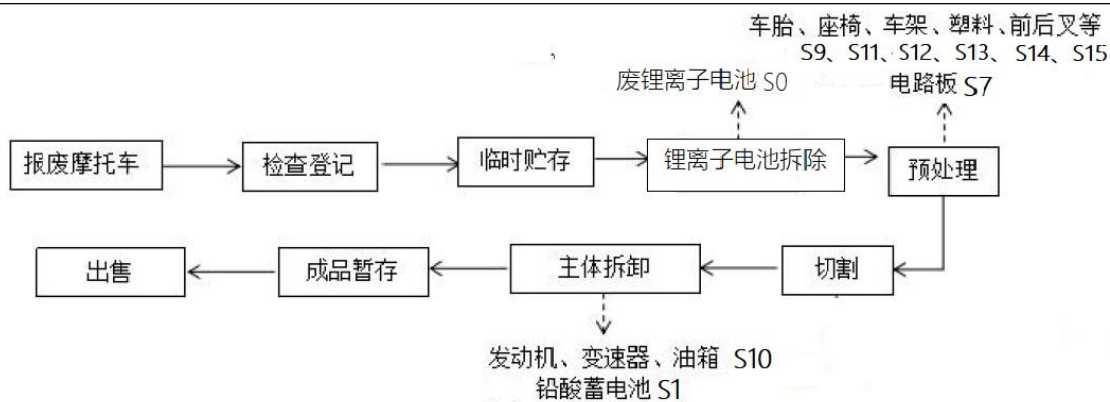 车胎、座椅、车架、塑料、前后叉等
S9、S11、S12、S13、S14、S15
废锂离子电池 S0
电路板 S7
报废摩托车
检查登记
临时贮存
锂离子电池拆除
预处理
出售
成品暂存
主体拆卸
切割
发动机、变速器、油箱 S10
铅酸蓄电池 S1